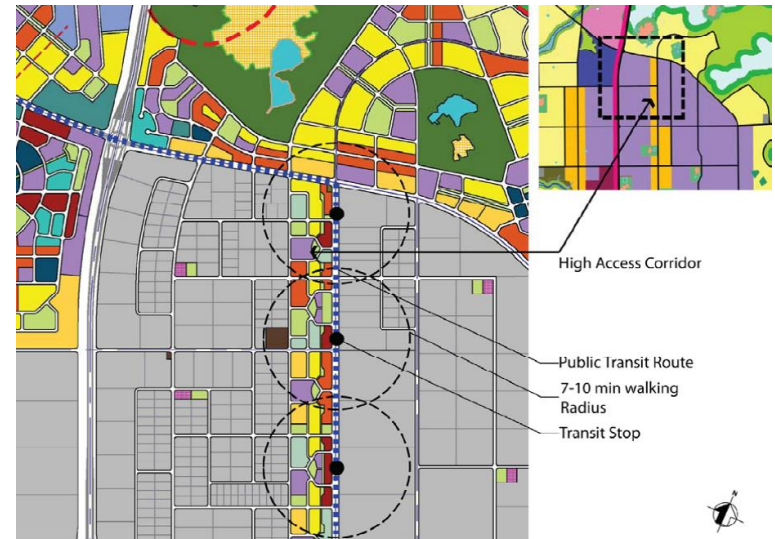 High Access Corridor
Public Transit Route
7-10 min walking
Radius
Transit Stop
N